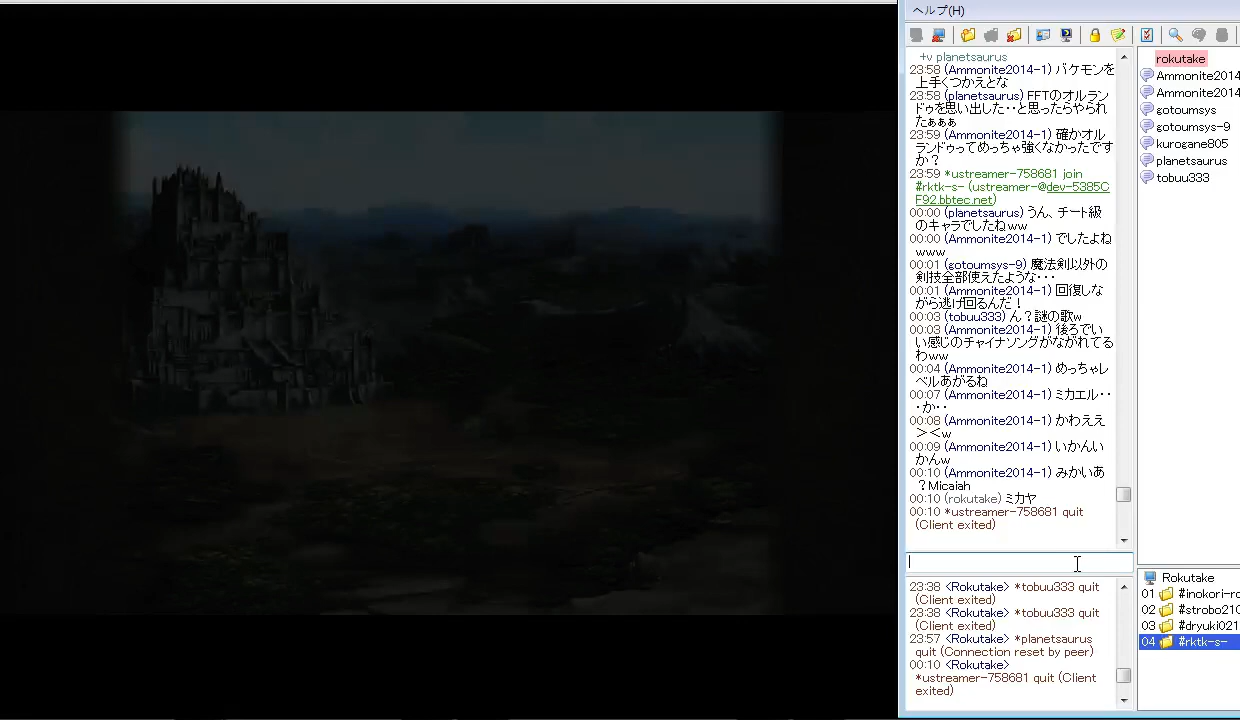 ヘルプ(H)
+v planetsaurus
23:58 (Ammonite2014-1) バケモンを
上手くつかえとな
23:58 (planetsaurus) FFTのオルラン
ドゥを思い出した・・と思ったらやられ
たぁぁぁ
23:59 (Ammonite2014-1) 確かオル
ランドゥってめっちゃ強くなかったです
か？
23:59 *ustreamer-758681 join
#rktk-s- (ustreamer-@dev-5385C
F92.bbtec.net)
00:00 (planetsaurus) うん、チート級
のキャラでしたねww
00:00 (Ammonite2014-1) でしたよね
www
00:01 (gotoumsys-9) 魔法剣以外の
剣技全部使えたような・・・
00:01 (Ammonite2014-1) 回復しな
がら逃げ回るんだ！
00:03 (tobuu333) ん？謎の歌w
00:03 (Ammonite2014-1) 後ろでい
い感じのチャイナソングがながれてる
わww
00:04 (Ammonite2014-1) めっちゃレ
ベルあがるね
00:07 (Ammonite2014-1) ミカエル・・
・か・・
00:08 (Ammonite2014-1) かわええ
＞＜w
00:09 (Ammonite2014-1) いかんい
かんw
00:10 (Ammonite2014-1) みかいあ
？Micaiah
00:10 (rokutake) ミカヤ
00:10 *ustreamer-758681 quit
(Client exited)
23:38 <Rokutake> *tobuu333 quit
(Client exited)
23:38 <Rokutake> *tobuu333 quit
(Client exited)
23:57 <Rokutake> *planetsaurus
quit (Connection reset by peer)
00:10 <Rokutake>
*ustreamer-758681 quit (Client
exited)
rokutake
Ammonite2014
Ammonite2014
gotoumsys
gotoumsys-9
kurogane805
planetsaurus
tobuu333
Rokutake
01 #inokori-ro
02 #strobo210
03 #dryuki021
04 #rktk-s-